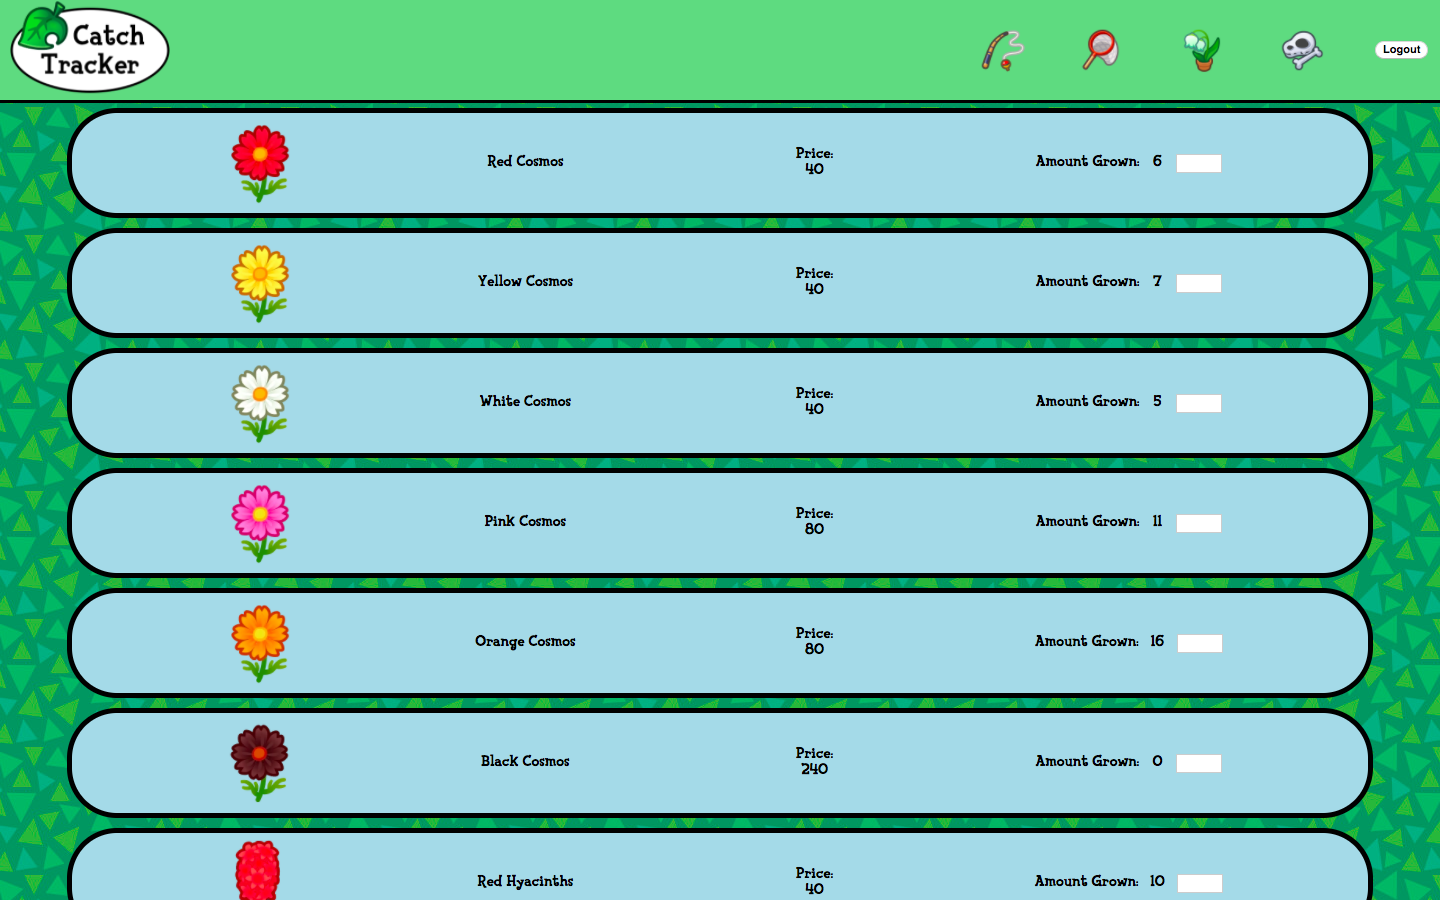 Catch
Tracker
Logout
Red Cosmos
Price:
40
Amount Grown: 6
Yellow Cosmos
Price:
40
Amount Grown: 7
White Cosmos
Price:
40
Amount Grown: 5
Pink Cosmos
Price:
80
Amount Grown: 11
Orange Cosmos
Price:
80
Amount Grown: 16
Black Cosmos
Price:
240
Amount Grown: 0
Red Hyacinths
Price:
40
Amount Grown: 10